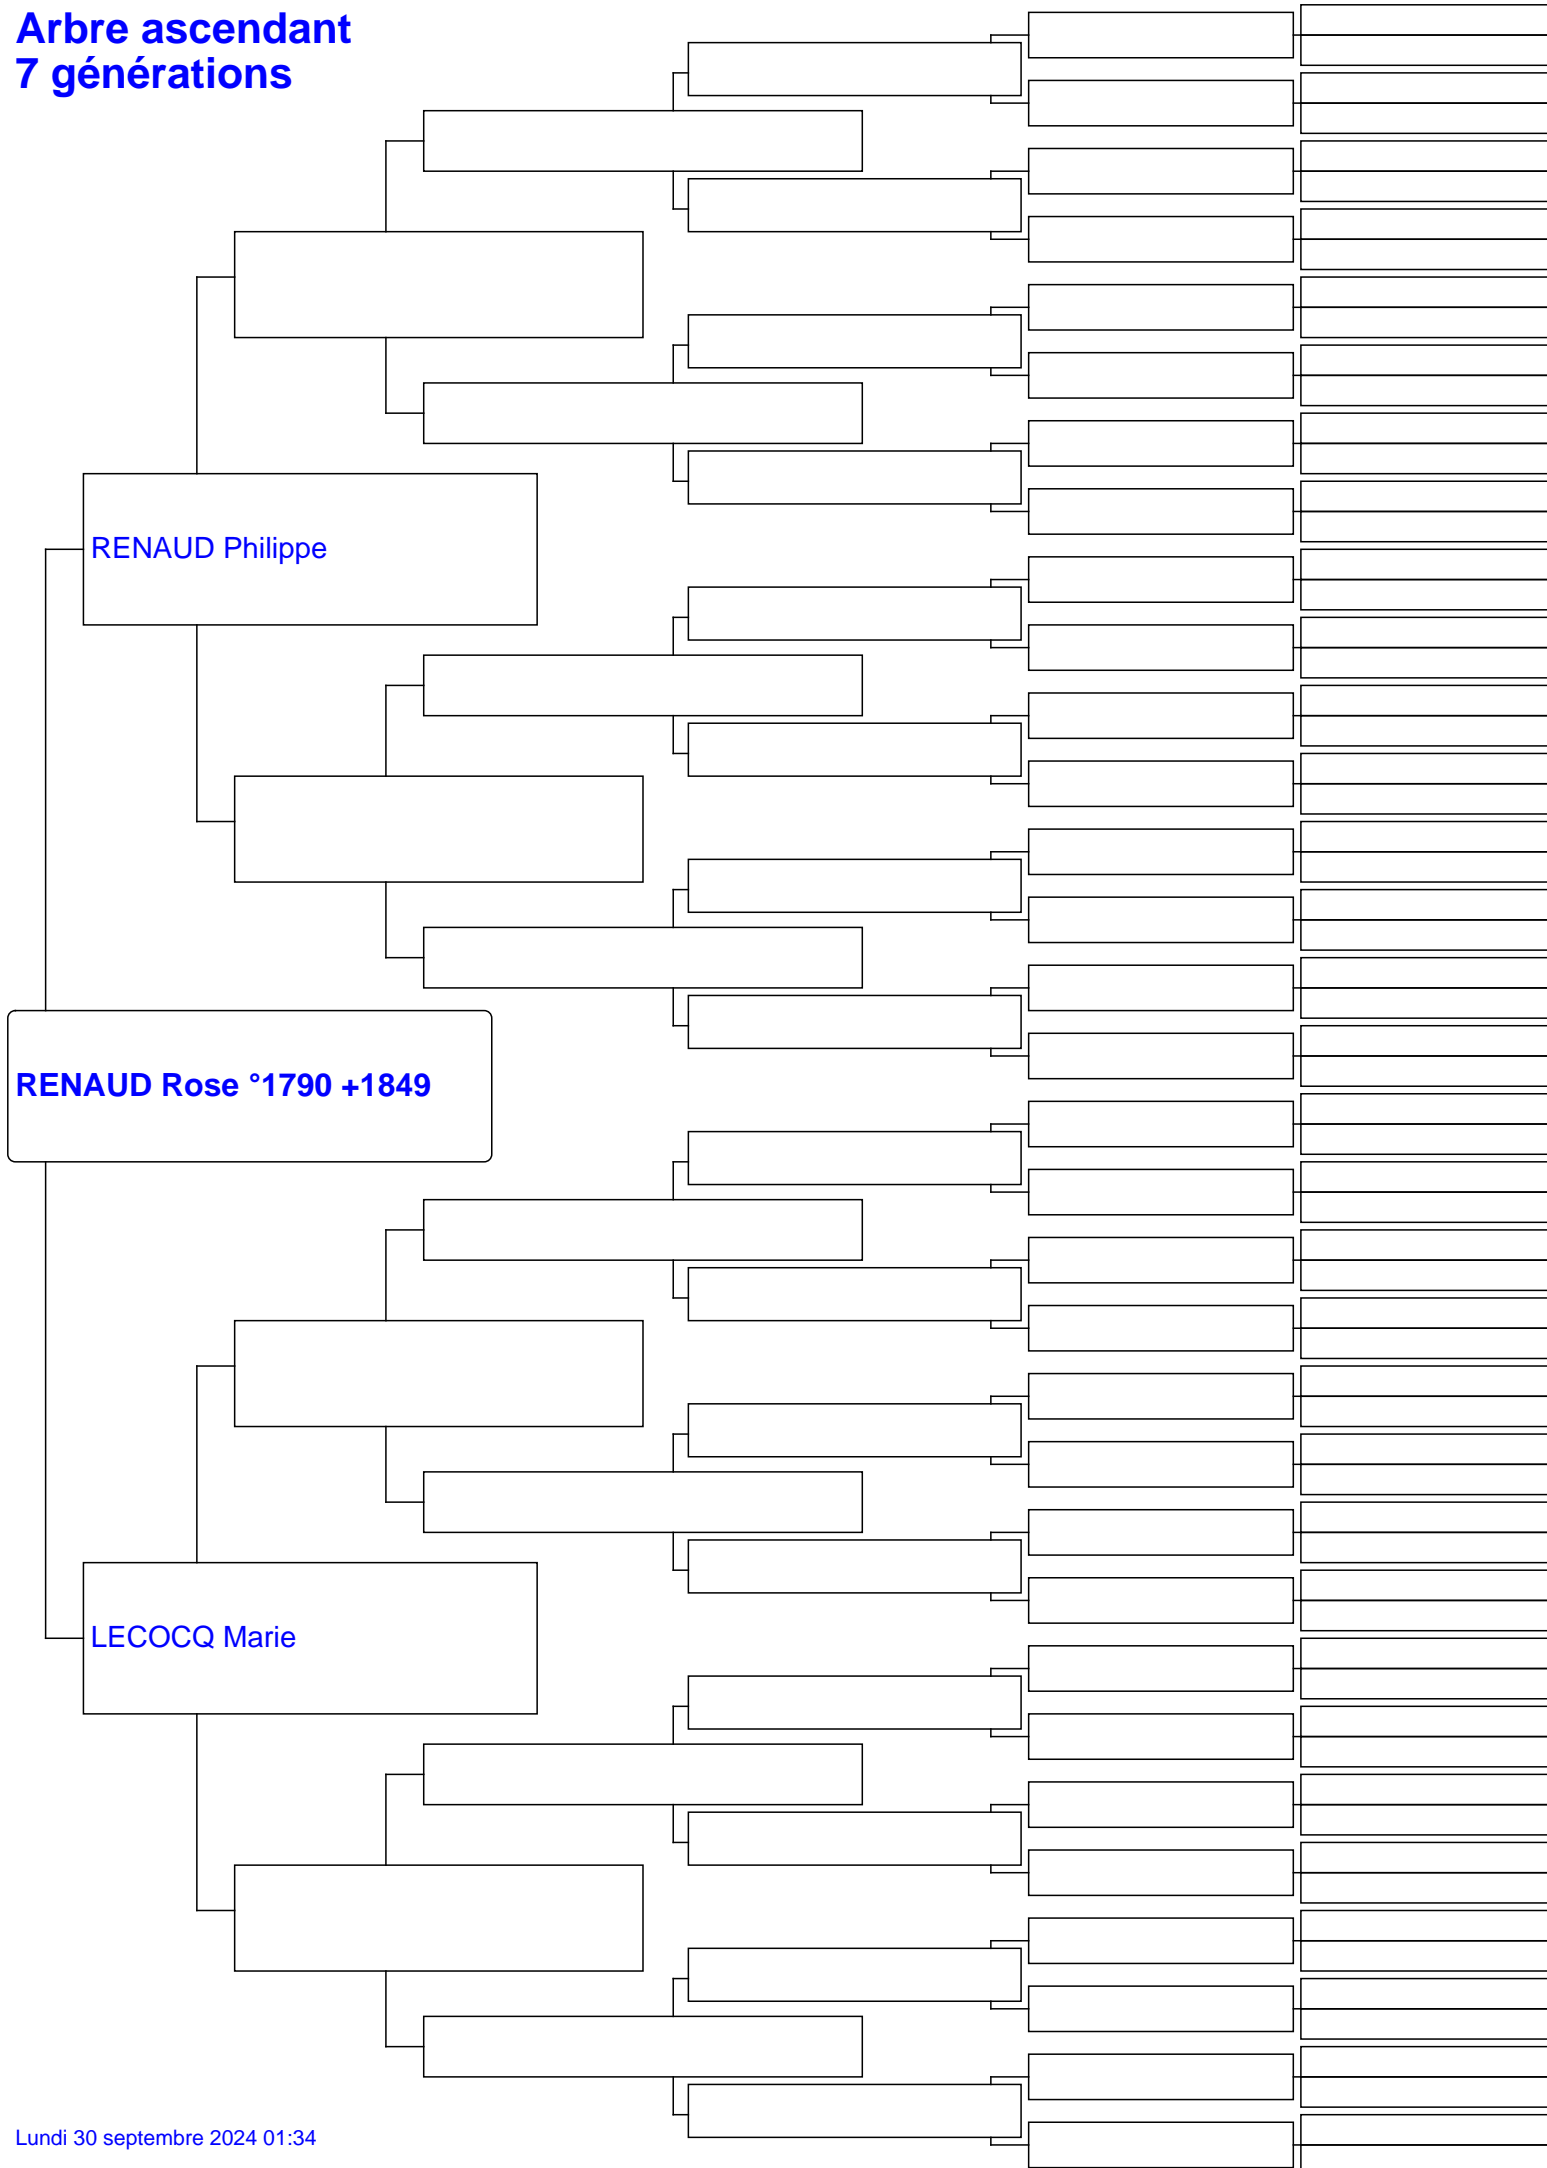 Arbre ascendant
7 générations
RENAUD Philippe
RENAUD Rose °1790 +1849
LECOCQ Marie
Lundi 30 septembre 2024 01:34